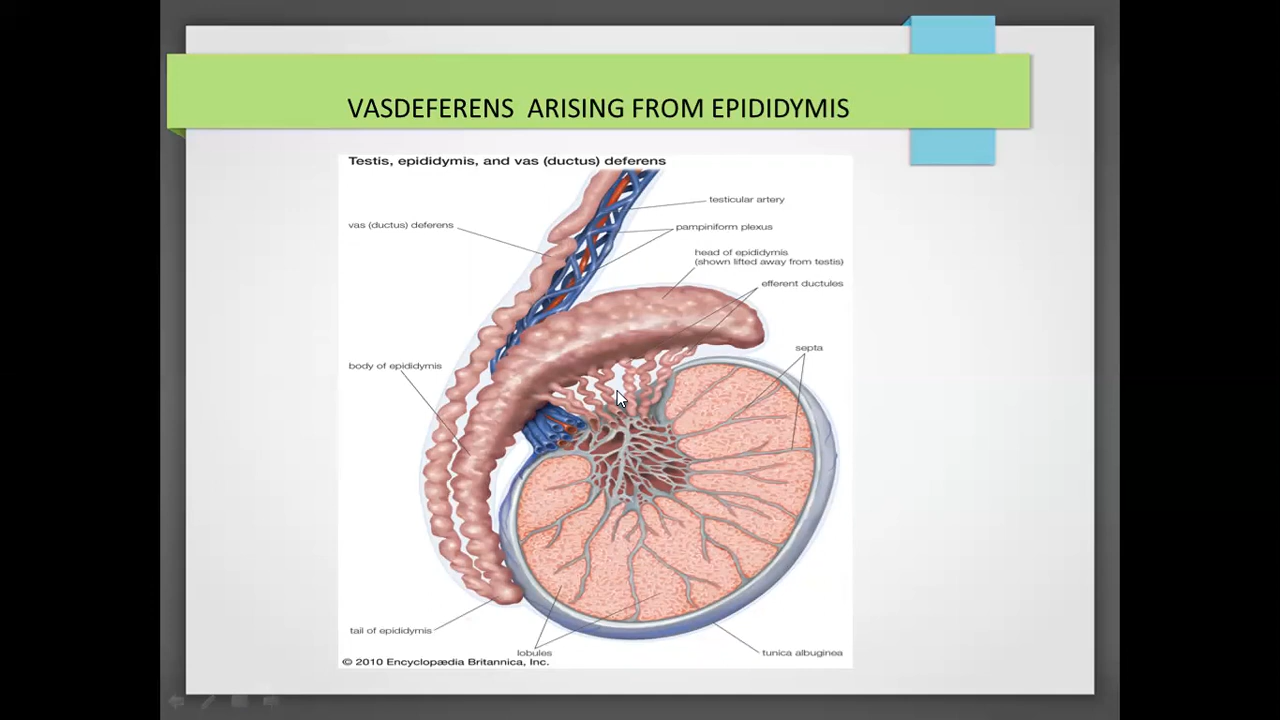 VASDEFERENS  ARISING FROM EPIDIDYMIS
Testis, epididymis, and vas (ductus) deferens
testicular artery
vas (ductus) deferens
pampiniform plexus
head of epididymis
(shown lifted away from testis)
efferent ductules
septa
body of epididymis
tail of epididymis
lobules
tunica albuginea
© 2010 Encyclopædia Britannica, Inc.